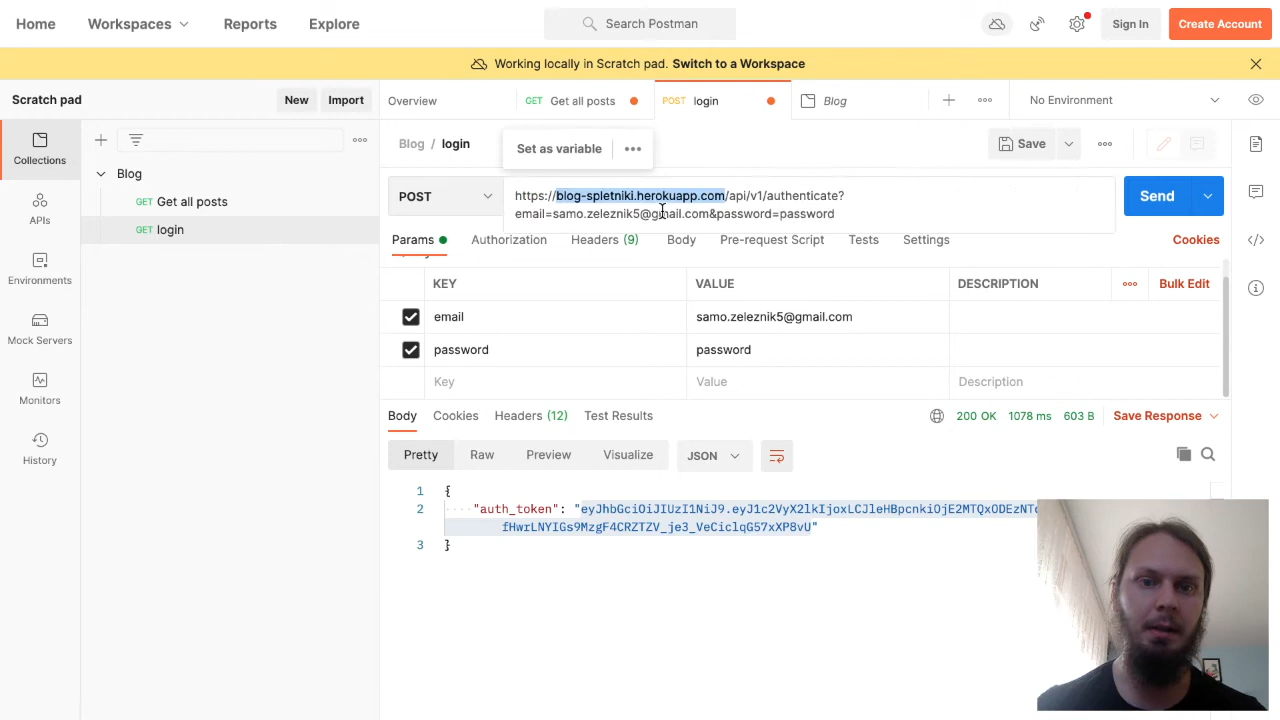 Home
Workspaces
Reports
Explore
Search Postman
Sign In
Create Account
Working locally in Scratch pad. Switch to a Workspace
Scratch pad
New
Import
Overview
GET Get all posts
POST login
Blog
No Environment
Collections
APIs
Environments
Mock Servers
Monitors
History
Blog
GET Get all posts
GET login
Blog / login
Set as variable
Save
POST
https://blog-spletniki.herokuapp.com/api/v1/authenticate?
email=samo.zeleznik5@gmail.com&password=password
Send
Params
Authorization
Headers (9)
Body
Pre-request Script
Tests
Settings
Cookies
KEY
VALUE
DESCRIPTION
Bulk Edit
email
samo.zeleznik5@gmail.com
password
password
Key
Value
Description
Body
Cookies
Headers (12)
Test Results
200 OK
1078 ms
603 B
Save Response
Pretty
Raw
Preview
Visualize
JSON
1 {
2 "auth_token":
fHwrLNYIGs9MzgF4CRZTZV_je3_VeCiclqG57xXP8vU"
3 }